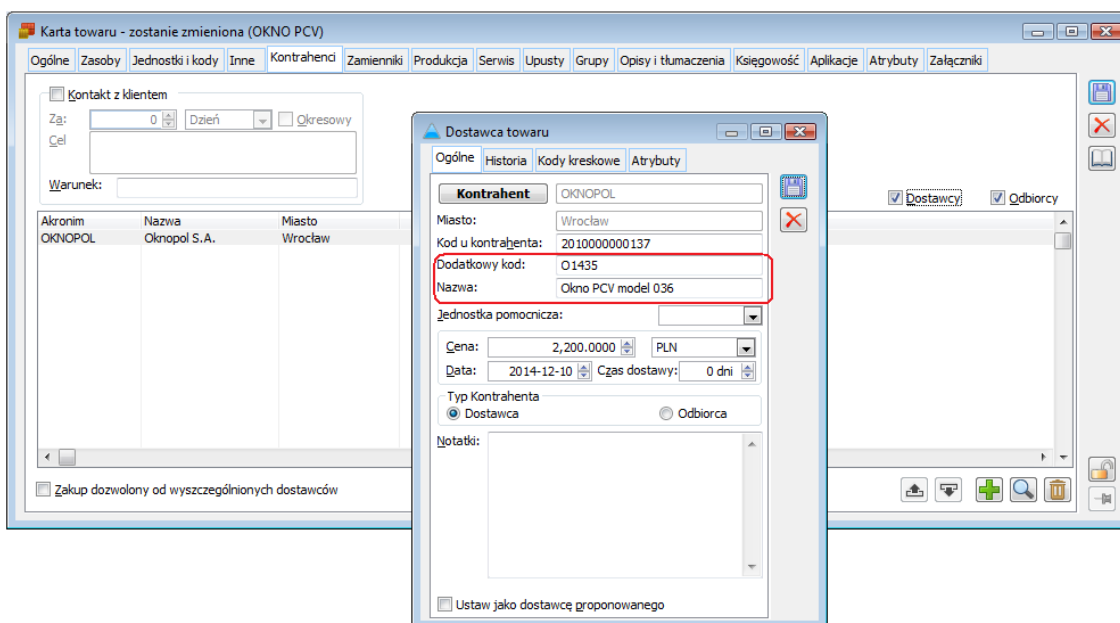 Karta towaru - zostanie zmieniona (OKNO PCV)
Ogólne Zasoby Jednostki i kody Inne Kontrahenci Zamienniki Produkcja Serwis Upusty Grupy Opisy i tłumaczenia Księgowość Aplikacje Atrybuty Załączniki
Kontakt z klientem
Za: 0 Dzień Okresowy
Cel
Warunek:
Dostawcy Odbiorcy
Akronim Nazwa Miasto
OKNOPOL Oknopol S.A. Wrocław
Zakup dozwolony od wyszczególnionych dostawców
Dostawca towaru
Ogólne Historia Kody kreskowe Atrybuty
Kontrahent OKNOPOL
Miasto: Wrocław
Kod u kontrahenta: 2010000000137
Dodatkowy kod: O1435
Nazwa: Okno PCV model 036
Jednostka pomocnicza:
Cena: 2,200.0000 PLN
Data: 2014-12-10 Czas dostawy: 0 dni
Typ Kontrahenta
Dostawca Odbiorca
Notatki:
Ustaw jako dostawcę proponowanego